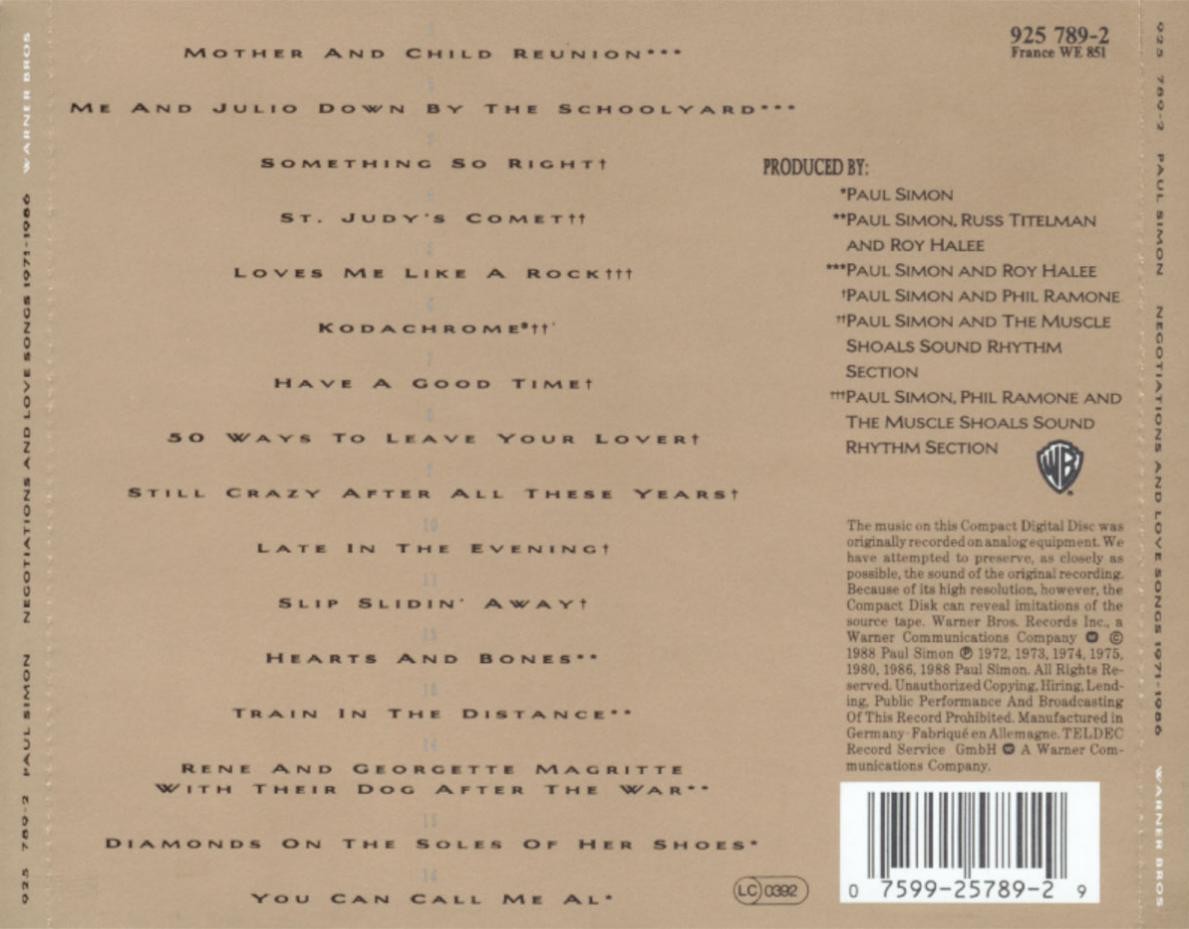 MOTHER AND CHILD REUNION***
ME AND JULIO DOWN BY THE SCHOOLYARD***
SOMETHING SO RIGHT†
ST. JUDY'S COMET††
LOVES ME LIKE A ROCK†††
KODACHROME*††
HAVE A GOOD TIME†
50 WAYS TO LEAVE YOUR LOVER†
STILL CRAZY AFTER ALL THESE YEARS†
10
LATE IN THE EVENING†
11
SLIP SLIDIN' AWAY†
HEARTS AND BONES**
TRAIN IN THE DISTANCE**
14
RENE AND GEORGETTE MAGRITTE
WITH THEIR DOG AFTER THE WAR**
15
DIAMONDS ON THE SOLES OF HER SHOES*
YOU CAN CALL ME AL*
925 789-2
France WE 851
PRODUCED BY:
*PAUL SIMON
**PAUL SIMON, RUSS TITELMAN
AND ROY HALEE
***PAUL SIMON AND ROY HALEE
†PAUL SIMON AND PHIL RAMONE
††PAUL SIMON AND THE MUSCLE
SHOALS SOUND RHYTHM
SECTION
†††PAUL SIMON, PHIL RAMONE AND
THE MUSCLE SHOALS SOUND
RHYTHM SECTION
WB
The music on this Compact Digital Disc was
originally recorded on analog equipment. We
have attempted to preserve, as closely as
possible, the sound of the original recording.
Because of its high resolution, however, the
Compact Disk can reveal imitations of the
source tape. Warner Bros. Records Inc., a
Warner Communications Company ©
1988 Paul Simon ℗ 1972, 1973, 1974, 1975,
1980, 1986, 1988 Paul Simon. All Rights Re-
served. Unauthorized Copying, Hiring, Lend-
ing, Public Performance And Broadcasting
Of This Record Prohibited. Manufactured in
Germany-Fabriqué en Allemagne. TELDEC
Record Service GmbH A Warner Com-
munications Company.
LC 0392
0 7599-25789-2 9
925 789-2 PAUL SIMON NEGOTIATIONS AND LOVE SONGS 1971-1986 WARNER BROS
925 789-2 PAUL SIMON NEGOTIATIONS AND LOVE SONGS 1971-1986 WARNER BROS